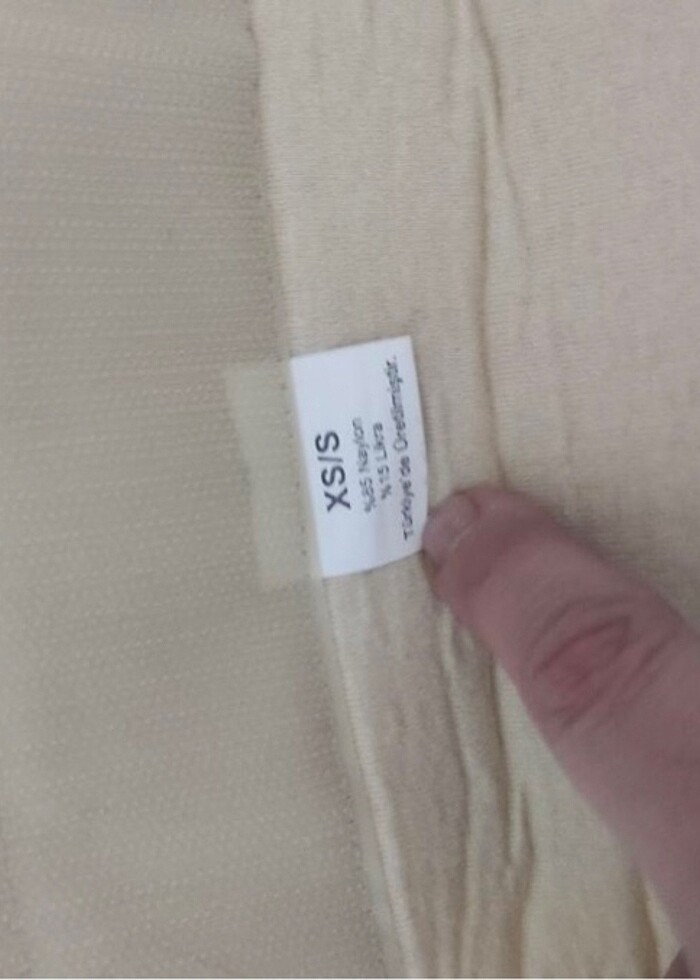 XS/S
%85 Naylon
%15 Likra
Türkiye'de Üretilmiştir.